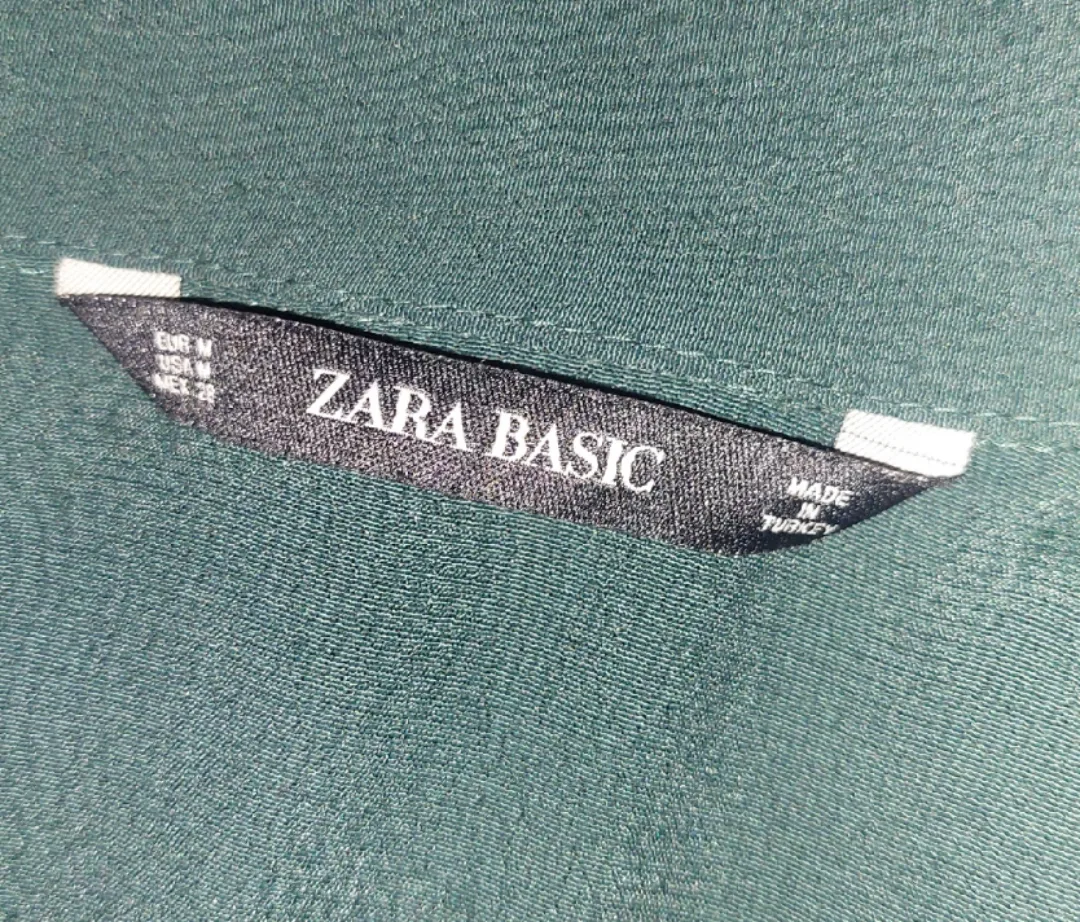 EUR M
USA M
MEX 28
ZARA BASIC
MADE
IN
TURKEY